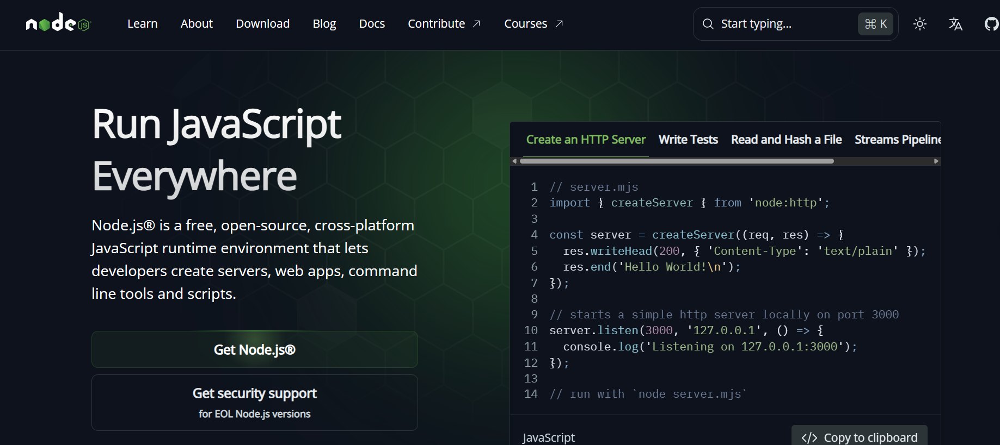 node JS
Learn
About
Download
Blog
Docs
Contribute
Courses
Start typing...
⌘ K
Run JavaScript
Everywhere
Node.js® is a free, open-source, cross-platform
JavaScript runtime environment that lets
developers create servers, web apps, command
line tools and scripts.
Get Node.js®
Get security support
for EOL Node.js versions
Create an HTTP Server
Write Tests
Read and Hash a File
Streams Pipeline
1 // server.mjs
2 import { createServer } from 'node:http';
3
4 const server = createServer((req, res) => {
5   res.writeHead(200, { 'Content-Type': 'text/plain' });
6   res.end('Hello World!\n');
7 });
8
9 // starts a simple http server locally on port 3000
10 server.listen(3000, '127.0.0.1', () => {
11   console.log('Listening on 127.0.0.1:3000');
12 });
13
14 // run with `node server.mjs`
JavaScript
</> Copy to clipboard